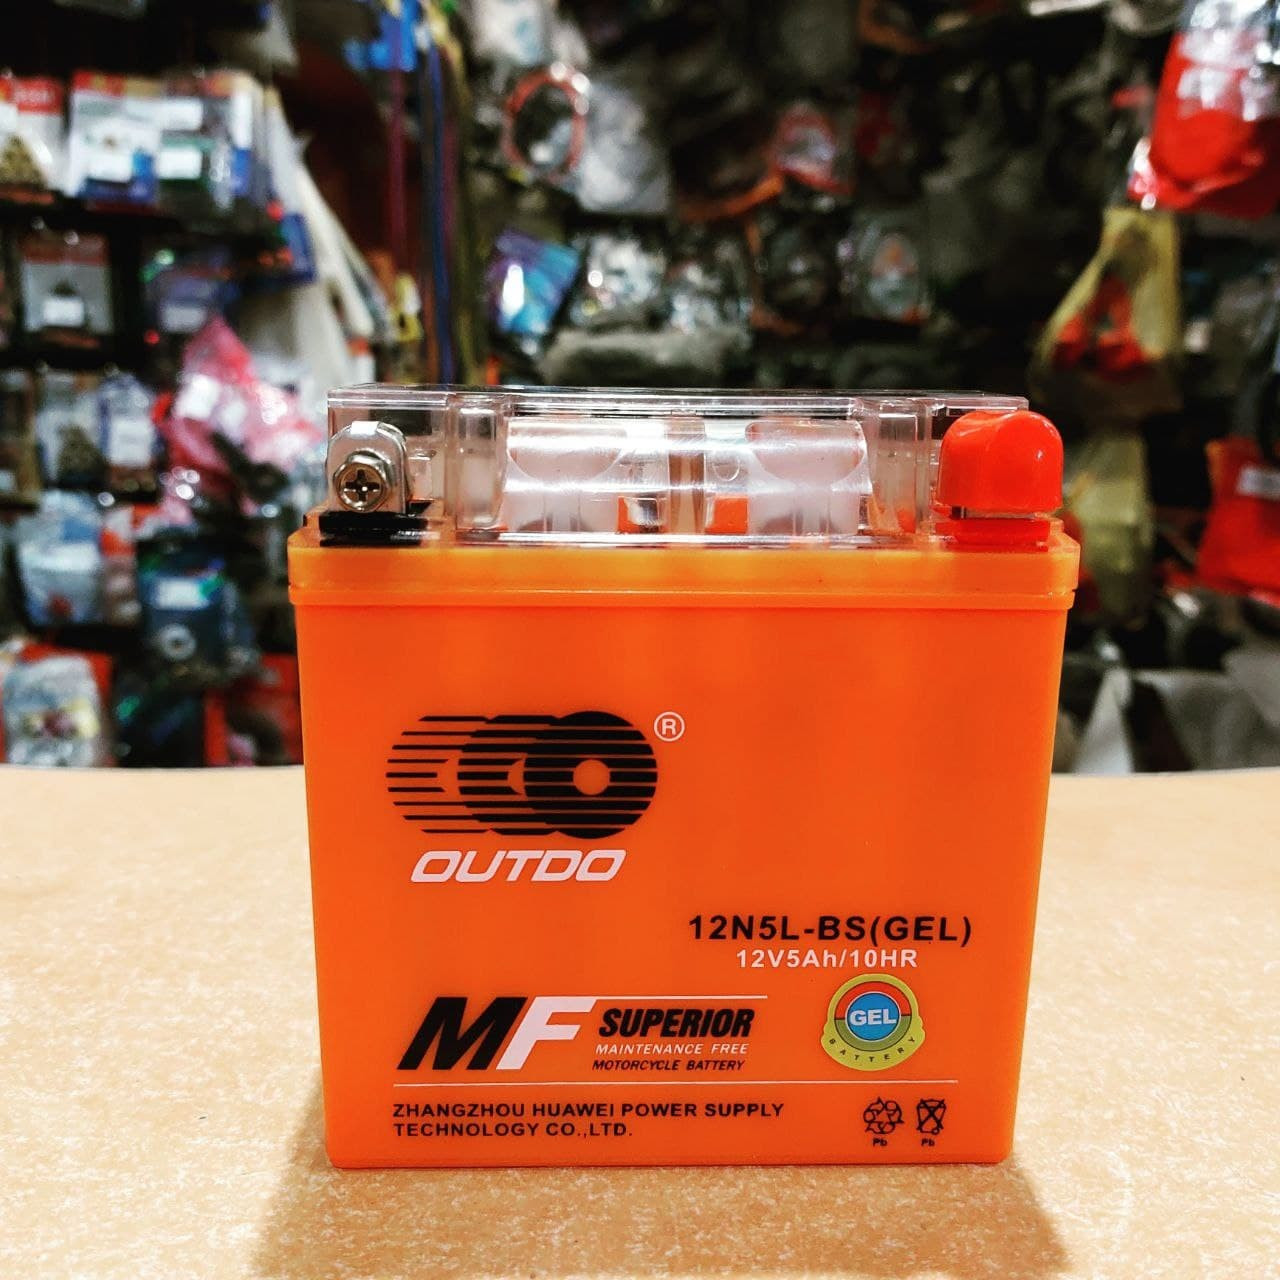 ®
OUTDO
12N5L-BS(GEL)
12V5Ah/10HR
MF SUPERIOR
MAINTENANCE FREE
MOTORCYCLE BATTERY
GEL
BATTERY
ZHANGZHOU HUAWEI POWER SUPPLY
TECHNOLOGY CO.,LTD.
Pb Pb